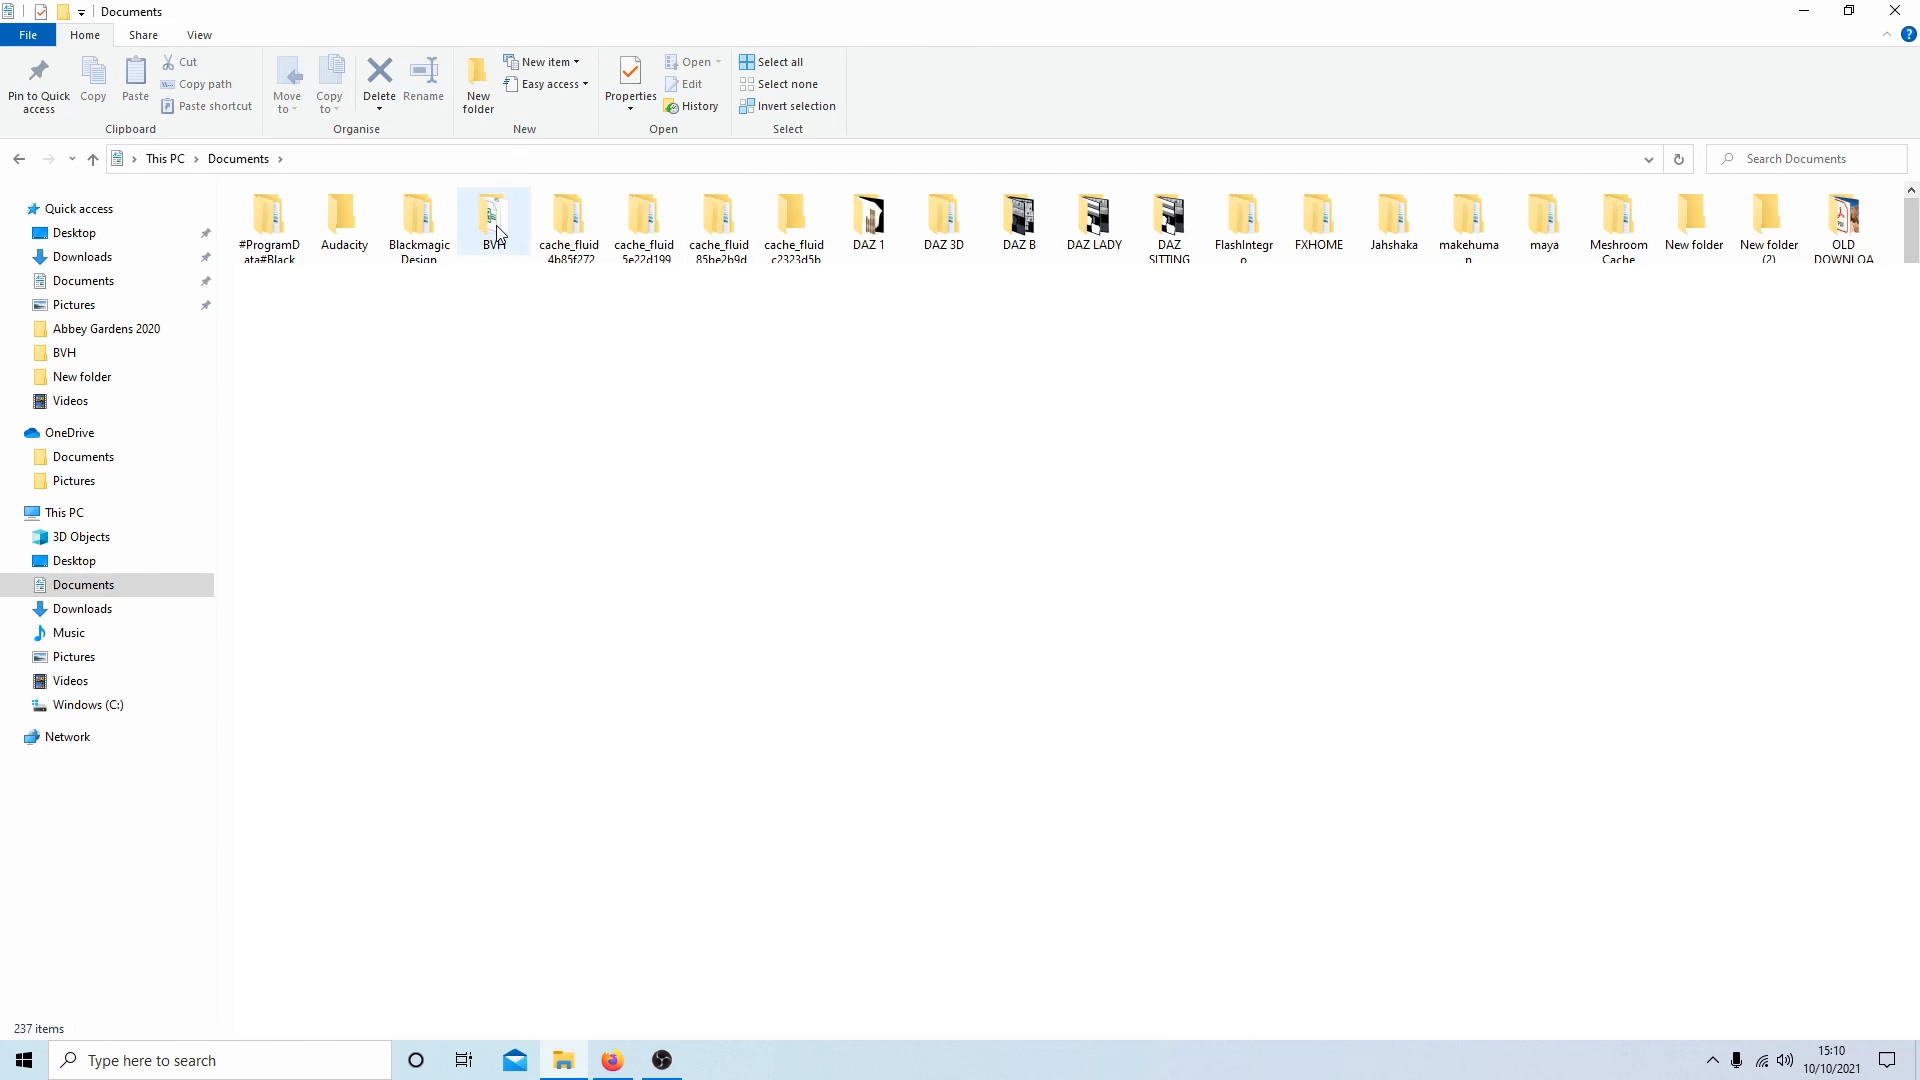 Documents
File Home Share View
Pin to Quick access
Copy
Paste
Cut
Copy path
Paste shortcut
Clipboard
Move to
Copy to
Delete
Rename
Organise
New folder
New item
Easy access
New
Properties
Open
Edit
History
Open
Select all
Select none
Invert selection
Select
This PC
Documents
Search Documents
Quick access
Desktop
Downloads
Documents
Pictures
Abbey Gardens 2020
BVH
New folder
Videos
OneDrive
Documents
Pictures
This PC
3D Objects
Desktop
Documents
Downloads
Music
Pictures
Videos
Windows (C:)
Network
#ProgramD
ata#Black
Audacity
Blackmagic
Design
BVH
cache_fluid
4b85f272
cache_fluid
5e22d199
cache_fluid
85be2b9d
cache_fluid
c2323d5b
DAZ 1
DAZ 3D
DAZ B
DAZ LADY
DAZ
SITTING
FlashIntegr
o
FXHOME
Jahshaka
makehuma
n
maya
Meshroom
Cache
New folder
New folder
(2)
OLD
DOWNLOA
237 items
Type here to search
15:10
10/10/2021